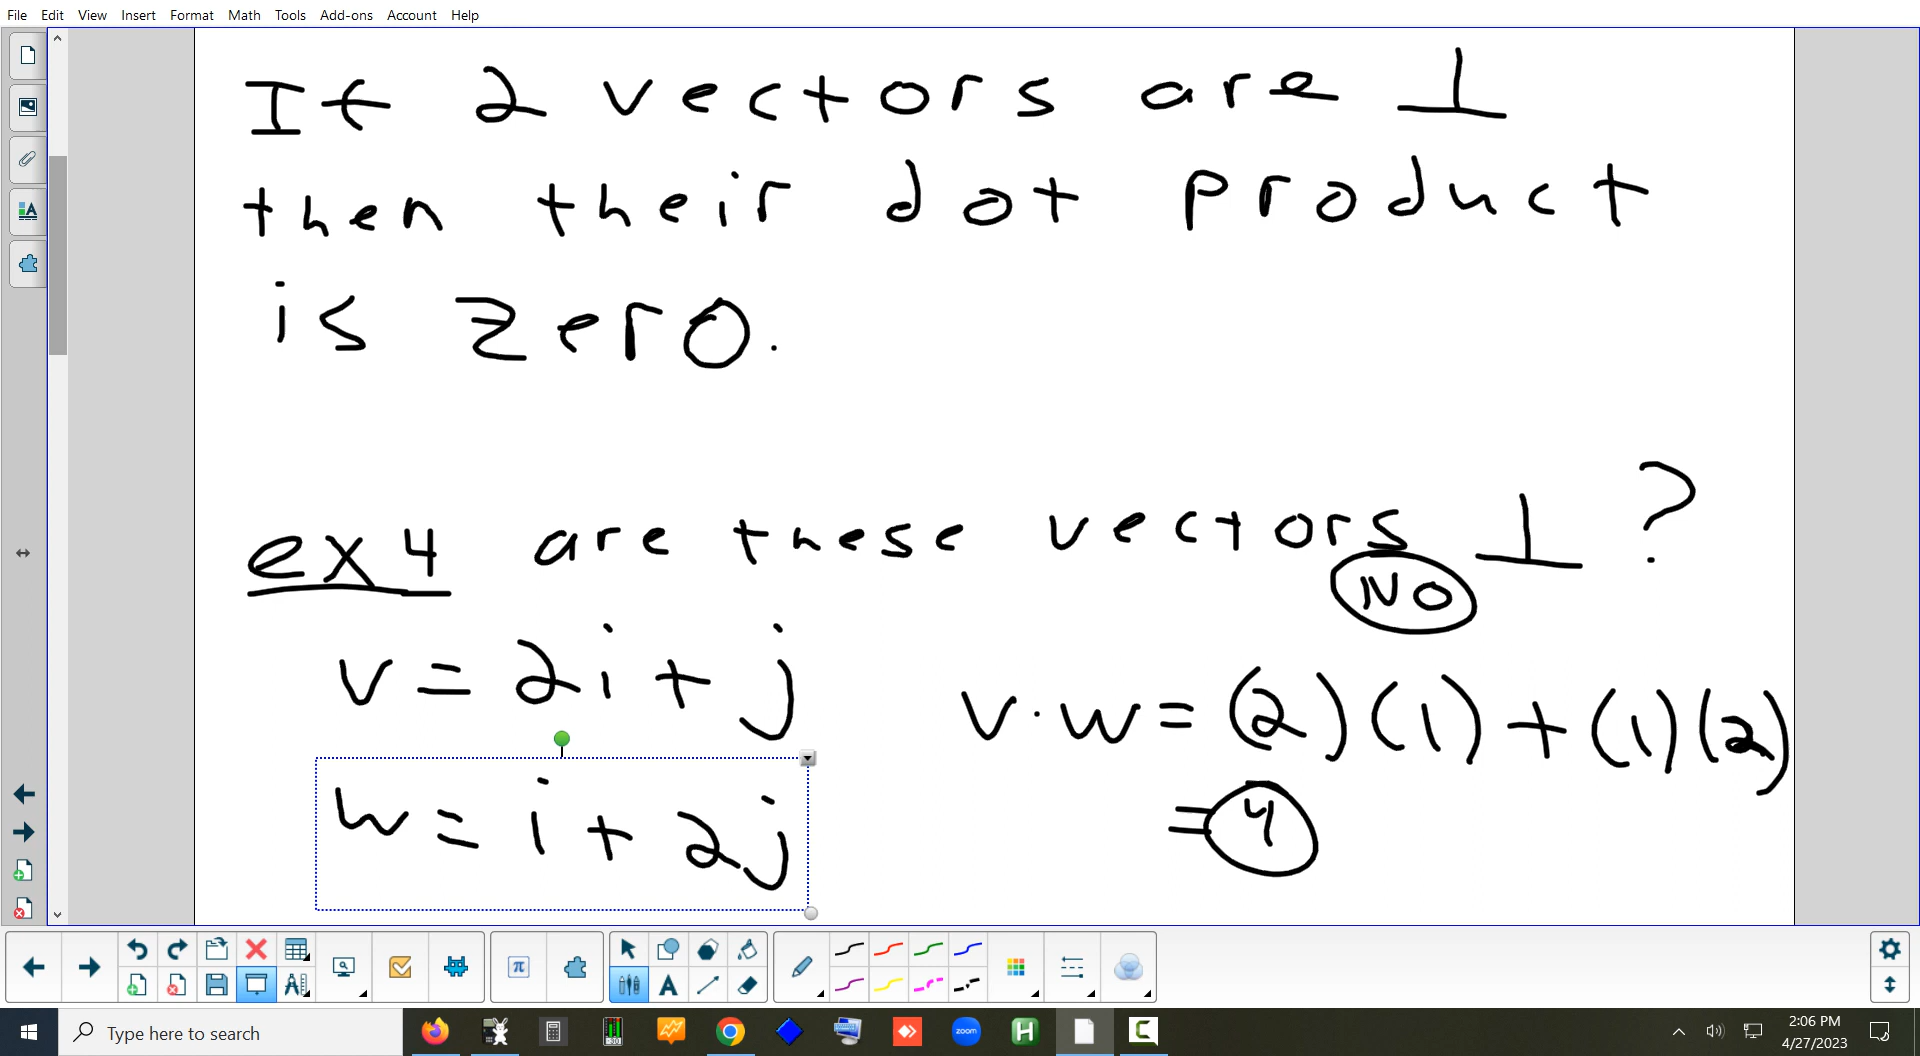 File Edit View Insert Format Math Tools Add-ons Account Help
If 2 vectors are ⊥
then their dot product
is zero.
ex 4 are these vectors ⊥ ?
NO
v = 2i + j
v · w = (2)(1) + (1)(2)
w = i + 2j
= 4
π
A
Type here to search
zoom
H
C
2:06 PM
4/27/2023